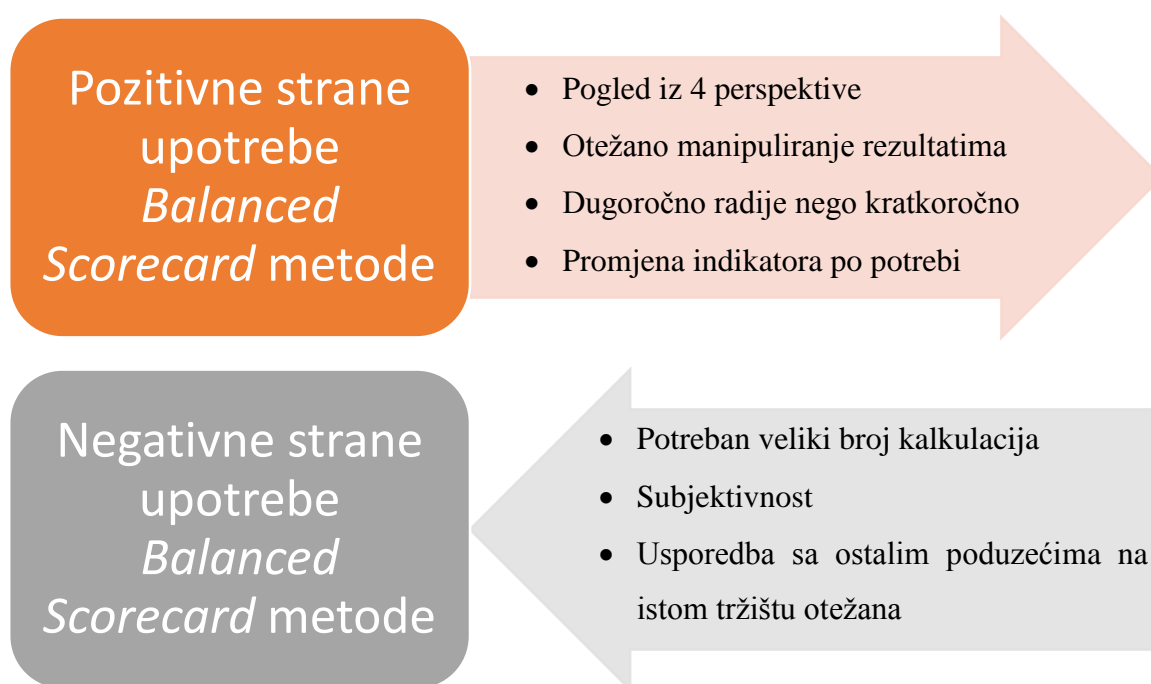 Pozitivne strane
upotrebe
Balanced
Scorecard metode
• Pogled iz 4 perspektive
• Otežano manipuliranje rezultatima
• Dugoročno radije nego kratkoročno
• Promjena indikatora po potrebi
Negativne strane
upotrebe
Balanced
Scorecard metode
• Potreban veliki broj kalkulacija
• Subjektivnost
• Usporedba sa ostalim poduzećima na
istom tržištu otežana